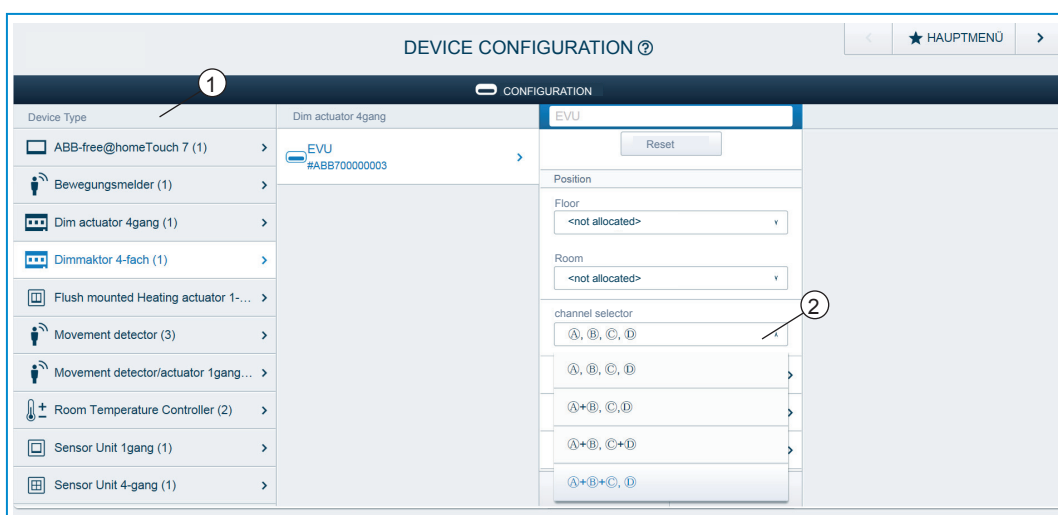 DEVICE CONFIGURATION ?
HAUPTMENÜ
1
CONFIGURATION
Device Type
ABB-free@homeTouch 7 (1)
Bewegungsmelder (1)
Dim actuator 4gang (1)
Dimmaktor 4-fach (1)
Flush mounted Heating actuator 1-...
Movement detector (3)
Movement detector/actuator 1gang...
Room Temperature Controller (2)
Sensor Unit 1gang (1)
Sensor Unit 4-gang (1)
Dim actuator 4gang
EVU
#ABB700000003
EVU
Reset
Position
Floor
<not allocated>
Room
<not allocated>
channel selector
2
Ⓐ, Ⓑ, Ⓒ, Ⓓ
Ⓐ, Ⓑ, Ⓒ, Ⓓ
Ⓐ+Ⓑ, Ⓒ,Ⓓ
Ⓐ+Ⓑ, Ⓒ+Ⓓ
Ⓐ+Ⓑ+Ⓒ, Ⓓ